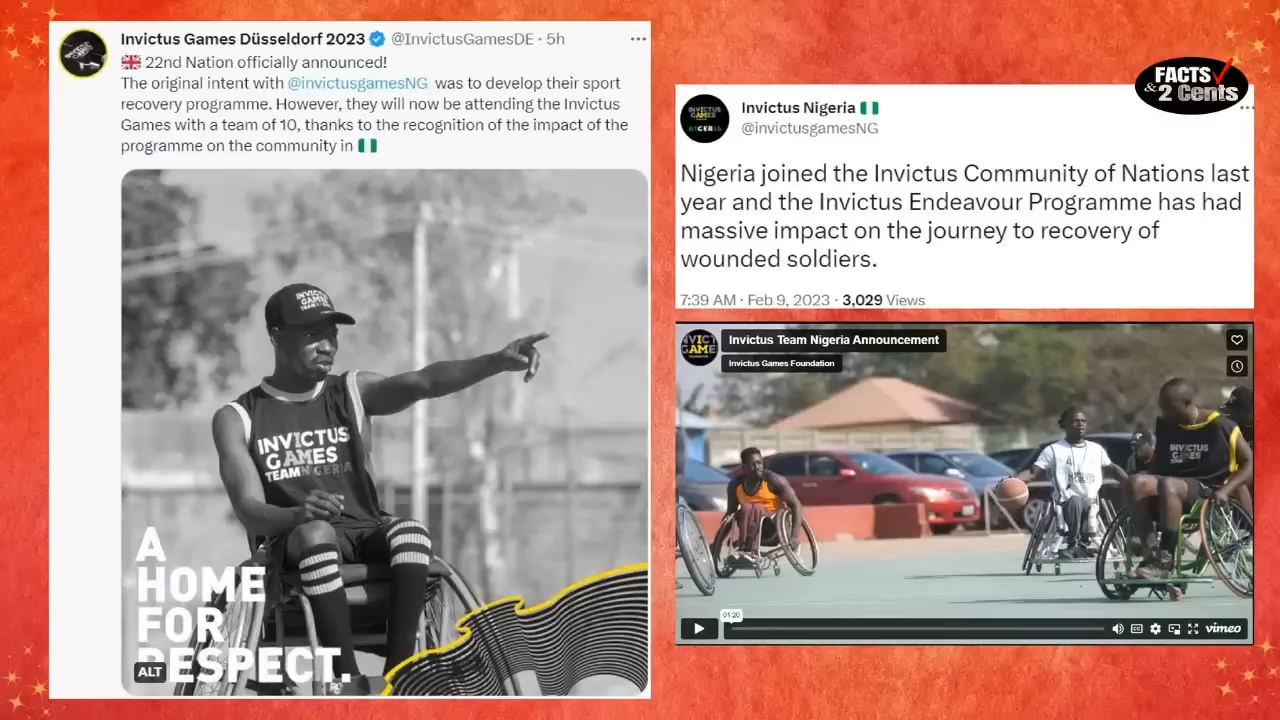 Invictus Games Düsseldorf 2023 @InvictusGamesDE · 5h
🇬🇧 22nd Nation officially announced!
The original intent with @invictusgamesNG was to develop their sport
recovery programme. However, they will now be attending the Invictus
Games with a team of 10, thanks to the recognition of the impact of the
programme on the community in 🇳🇬
INVICTUS
GAMES
TEAM NIGERIA
A
HOME
FOR
RESPECT.
ALT
FACTS
& 2 Cents
Invictus Nigeria 🇳🇬
@invictusgamesNG
Nigeria joined the Invictus Community of Nations last
year and the Invictus Endeavour Programme has had
massive impact on the journey to recovery of
wounded soldiers.
7:39 AM · Feb 9, 2023 · 3,029 Views
Invictus Team Nigeria Announcement
Invictus Games Foundation
INVICTUS
GAMES
01:20
CC
vimeo